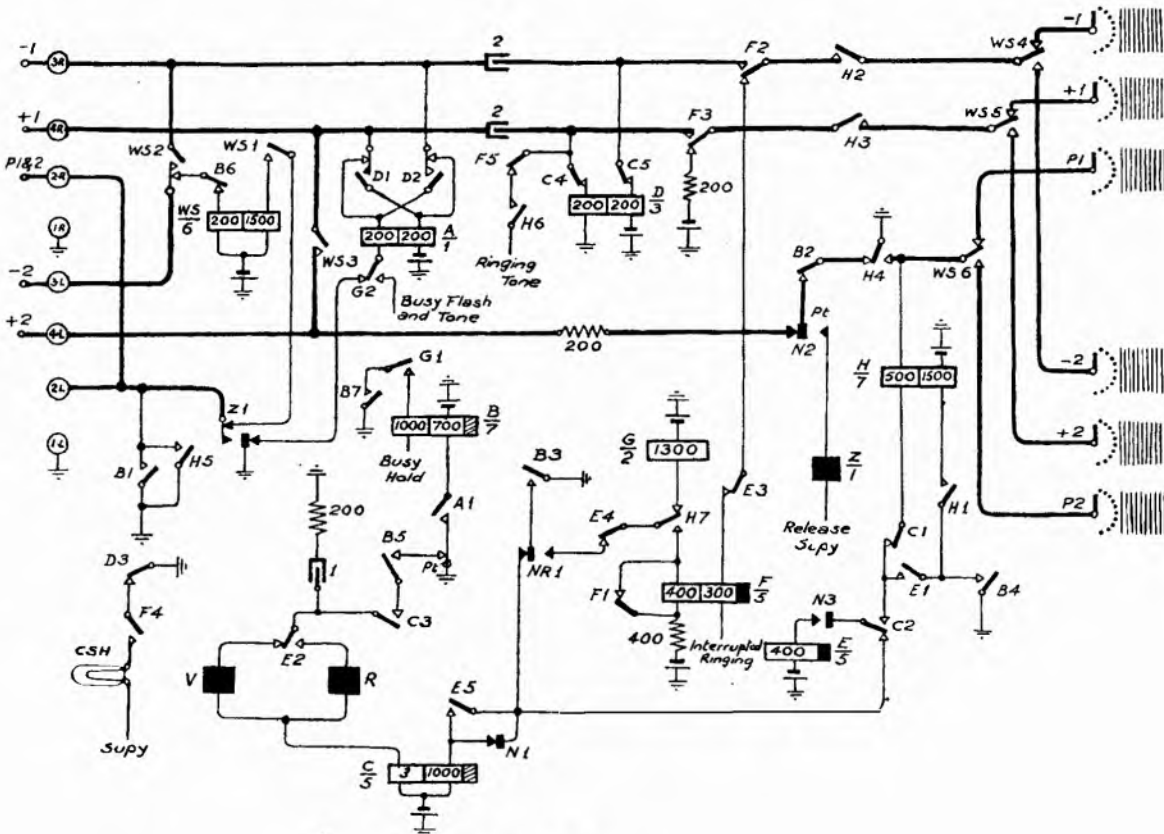 -1
3R
2
F2
H2
WS4
-1
+1
4R
2
F3
H3
WS5
+1
P1&2
2R
WS2
WS1
B6
D1
D2
F5
C4
C5
D
3
200
P1
1R
WS
6
200
1500
WS3
200
200
A
1
200
200
H6
Ringing
Tone
B2
H4
WS6
-2
5L
G2
Busy Flash
and Tone
+2
4L
200
N2
Pt
H
7
500
1500
-2
2L
Z1
B7
G1
B
7
1000
700
G
2
1300
B3
E3
Z
1
H1
+2
1L
B1
H5
Busy
Hold
A1
E4
H7
Release
Supy
C1
P2
200
B5
Pt
NR1
F1
400
300
F
5
E1
B4
D3
1
C3
400
Interrupted
Ringing
N3
C2
F4
E2
400
E
5
CSH
V
R
E5
N1
Supy
C
5
3
1000